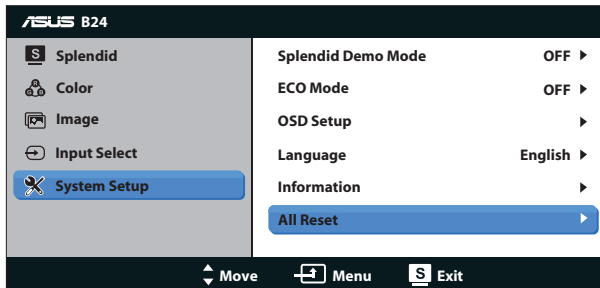 ASUS B24
S Splendid
Color
Image
Input Select
System Setup
Splendid Demo Mode OFF
ECO Mode OFF
OSD Setup
Language English
Information
All Reset
Move Menu S Exit